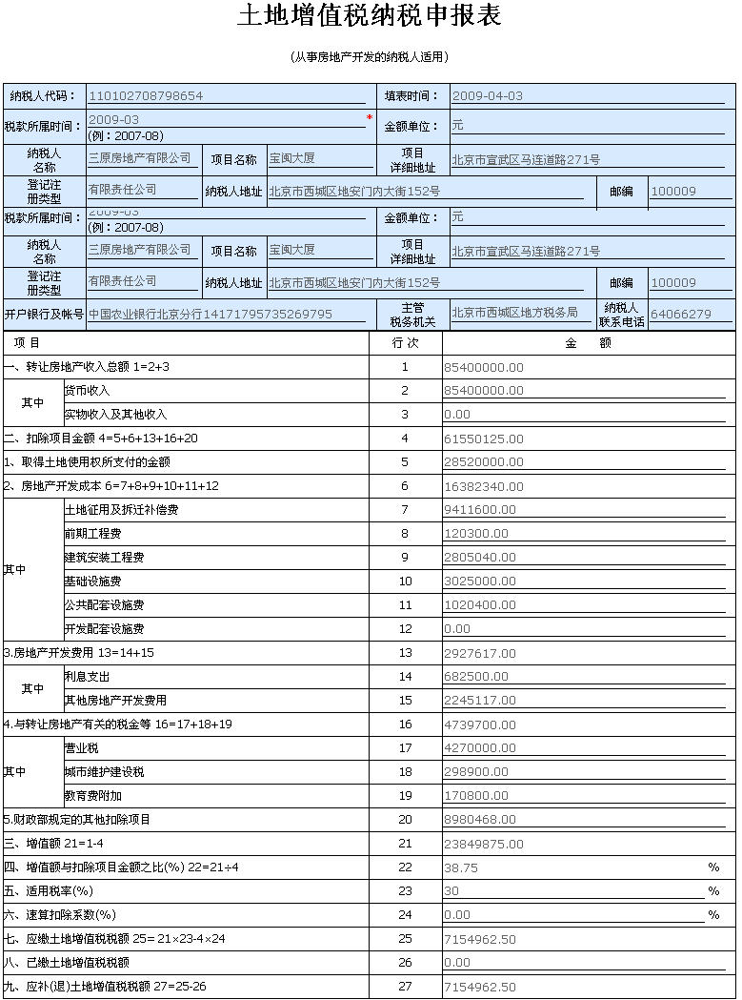 土地增值税纳税申报表
(从事房地产开发的纳税人适用)
纳税人代码： 110102708798654 填表时间： 2009-04-03
税款所属时间： 2009-03 * 金额单位： 元
(例：2007-08)
纳税人名称 三原房地产有限公司 项目名称 宝闽大厦 项目详细地址 北京市宣武区马连道路271号
登记注册类型 有限责任公司 纳税人地址 北京市西城区地安门内大街152号 邮编 100009
税款所属时间： 2009-03 金额单位： 元
(例：2007-08)
纳税人名称 三原房地产有限公司 项目名称 宝闽大厦 项目详细地址 北京市宣武区马连道路271号
登记注册类型 有限责任公司 纳税人地址 北京市西城区地安门内大街152号 邮编 100009
开户银行及帐号 中国农业银行北京分行14171795735269795 主管税务机关 北京市西城区地方税务局 纳税人联系电话 64066279
项 目 行 次 金 额
一、转让房地产收入总额 1=2+3 1 85400000.00
其中 货币收入 2 85400000.00
实物收入及其他收入 3 0.00
二、扣除项目金额 4=5+6+13+16+20 4 61550125.00
1、取得土地使用权所支付的金额 5 28520000.00
2、房地产开发成本 6=7+8+9+10+11+12 6 16382340.00
其中 土地征用及拆迁补偿费 7 9411600.00
前期工程费 8 120300.00
建筑安装工程费 9 2805040.00
基础设施费 10 3025000.00
公共配套设施费 11 1020400.00
开发配套设施费 12 0.00
3.房地产开发费用 13=14+15 13 2927617.00
其中 利息支出 14 682500.00
其他房地产开发费用 15 2245117.00
4.与转让房地产有关的税金等 16=17+18+19 16 4739700.00
其中 营业税 17 4270000.00
城市维护建设税 18 298900.00
教育费附加 19 170800.00
5.财政部规定的其他扣除项目 20 8980468.00
三、增值额 21=1-4 21 23849875.00
四、增值额与扣除项目金额之比(%) 22=21÷4 22 38.75 %
五、适用税率(%) 23 30 %
六、速算扣除系数(%) 24 0.00 %
七、应缴土地增值税税额 25= 21×23-4×24 25 7154962.50
八、已缴土地增值税税额 26 0.00
九、应补(退)土地增值税税额 27=25-26 27 7154962.50